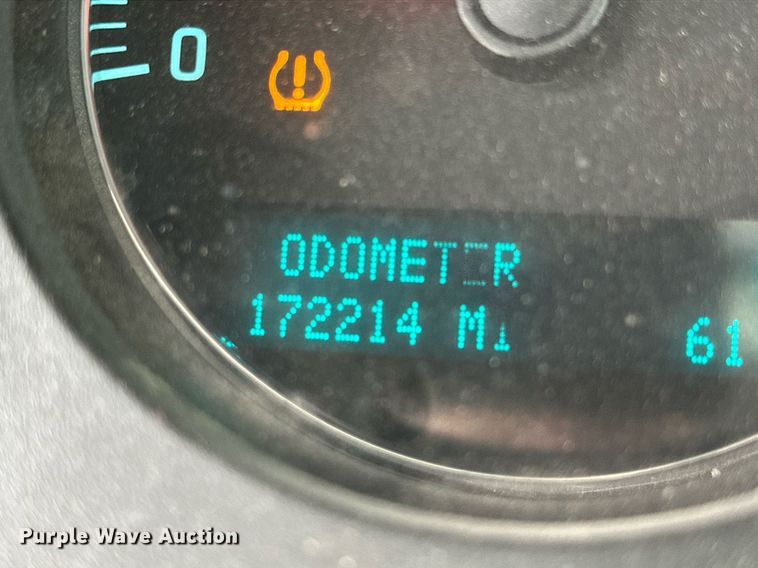 0
ODOMETER
172214 Mi
61
Purple Wave Auction